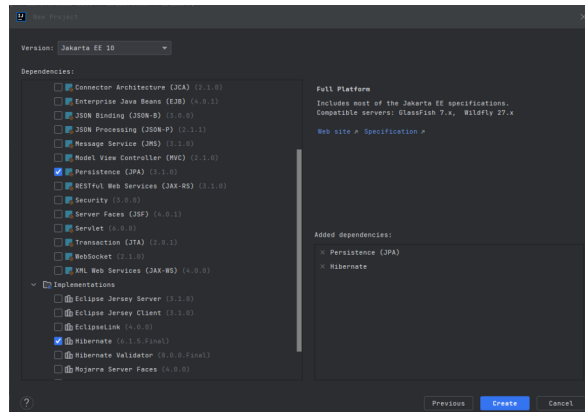 New Project
Version: Jakarta EE 10
Dependencies:
Connector Architecture (JCA) (2.1.0)
Enterprise Java Beans (EJB) (4.0.1)
JSON Binding (JSON-B) (3.0.0)
JSON Processing (JSON-P) (2.1.1)
Message Service (JMS) (3.1.0)
Model View Controller (MVC) (2.1.0)
Persistence (JPA) (3.1.0)
RESTful Web Services (JAX-RS) (3.1.0)
Security (3.0.0)
Server Faces (JSF) (4.0.1)
Servlet (6.0.0)
Transaction (JTA) (2.0.1)
WebSocket (2.1.0)
XML Web Services (JAX-WS) (4.0.0)
Implementations
Eclipse Jersey Server (3.1.0)
Eclipse Jersey Client (3.1.0)
EclipseLink (4.0.0)
Hibernate (6.1.5.Final)
Hibernate Validator (8.0.0.Final)
Mojarra Server Faces (4.0.0)
Full Platform
Includes most of the Jakarta EE specifications.
Compatible servers: GlassFish 7.x, Wildfly 27.x
Web site ↗ Specification ↗
Added dependencies:
× Persistence (JPA)
× Hibernate
?
Previous
Create
Cancel